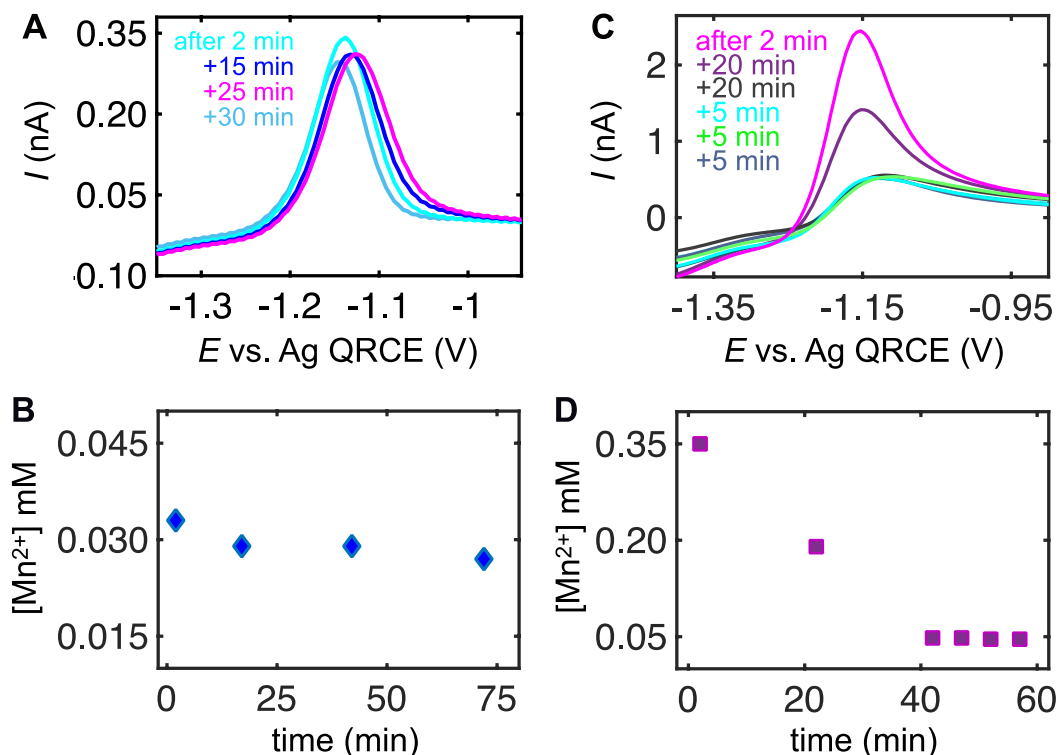 A
I (nA)
0.35
0.20
0.05
-0.10
after 2 min
+15 min
+25 min
+30 min
-1.3
-1.2
-1.1
-1
E vs. Ag QRCE (V)
C
I (nA)
2
1
0
after 2 min
+20 min
+20 min
+5 min
+5 min
+5 min
-1.35
-1.15
-0.95
E vs. Ag QRCE (V)
B
[Mn²⁺] mM
0.045
0.030
0.015
0
25
50
75
time (min)
D
[Mn²⁺] mM
0.35
0.20
0.05
0
20
40
60
time (min)